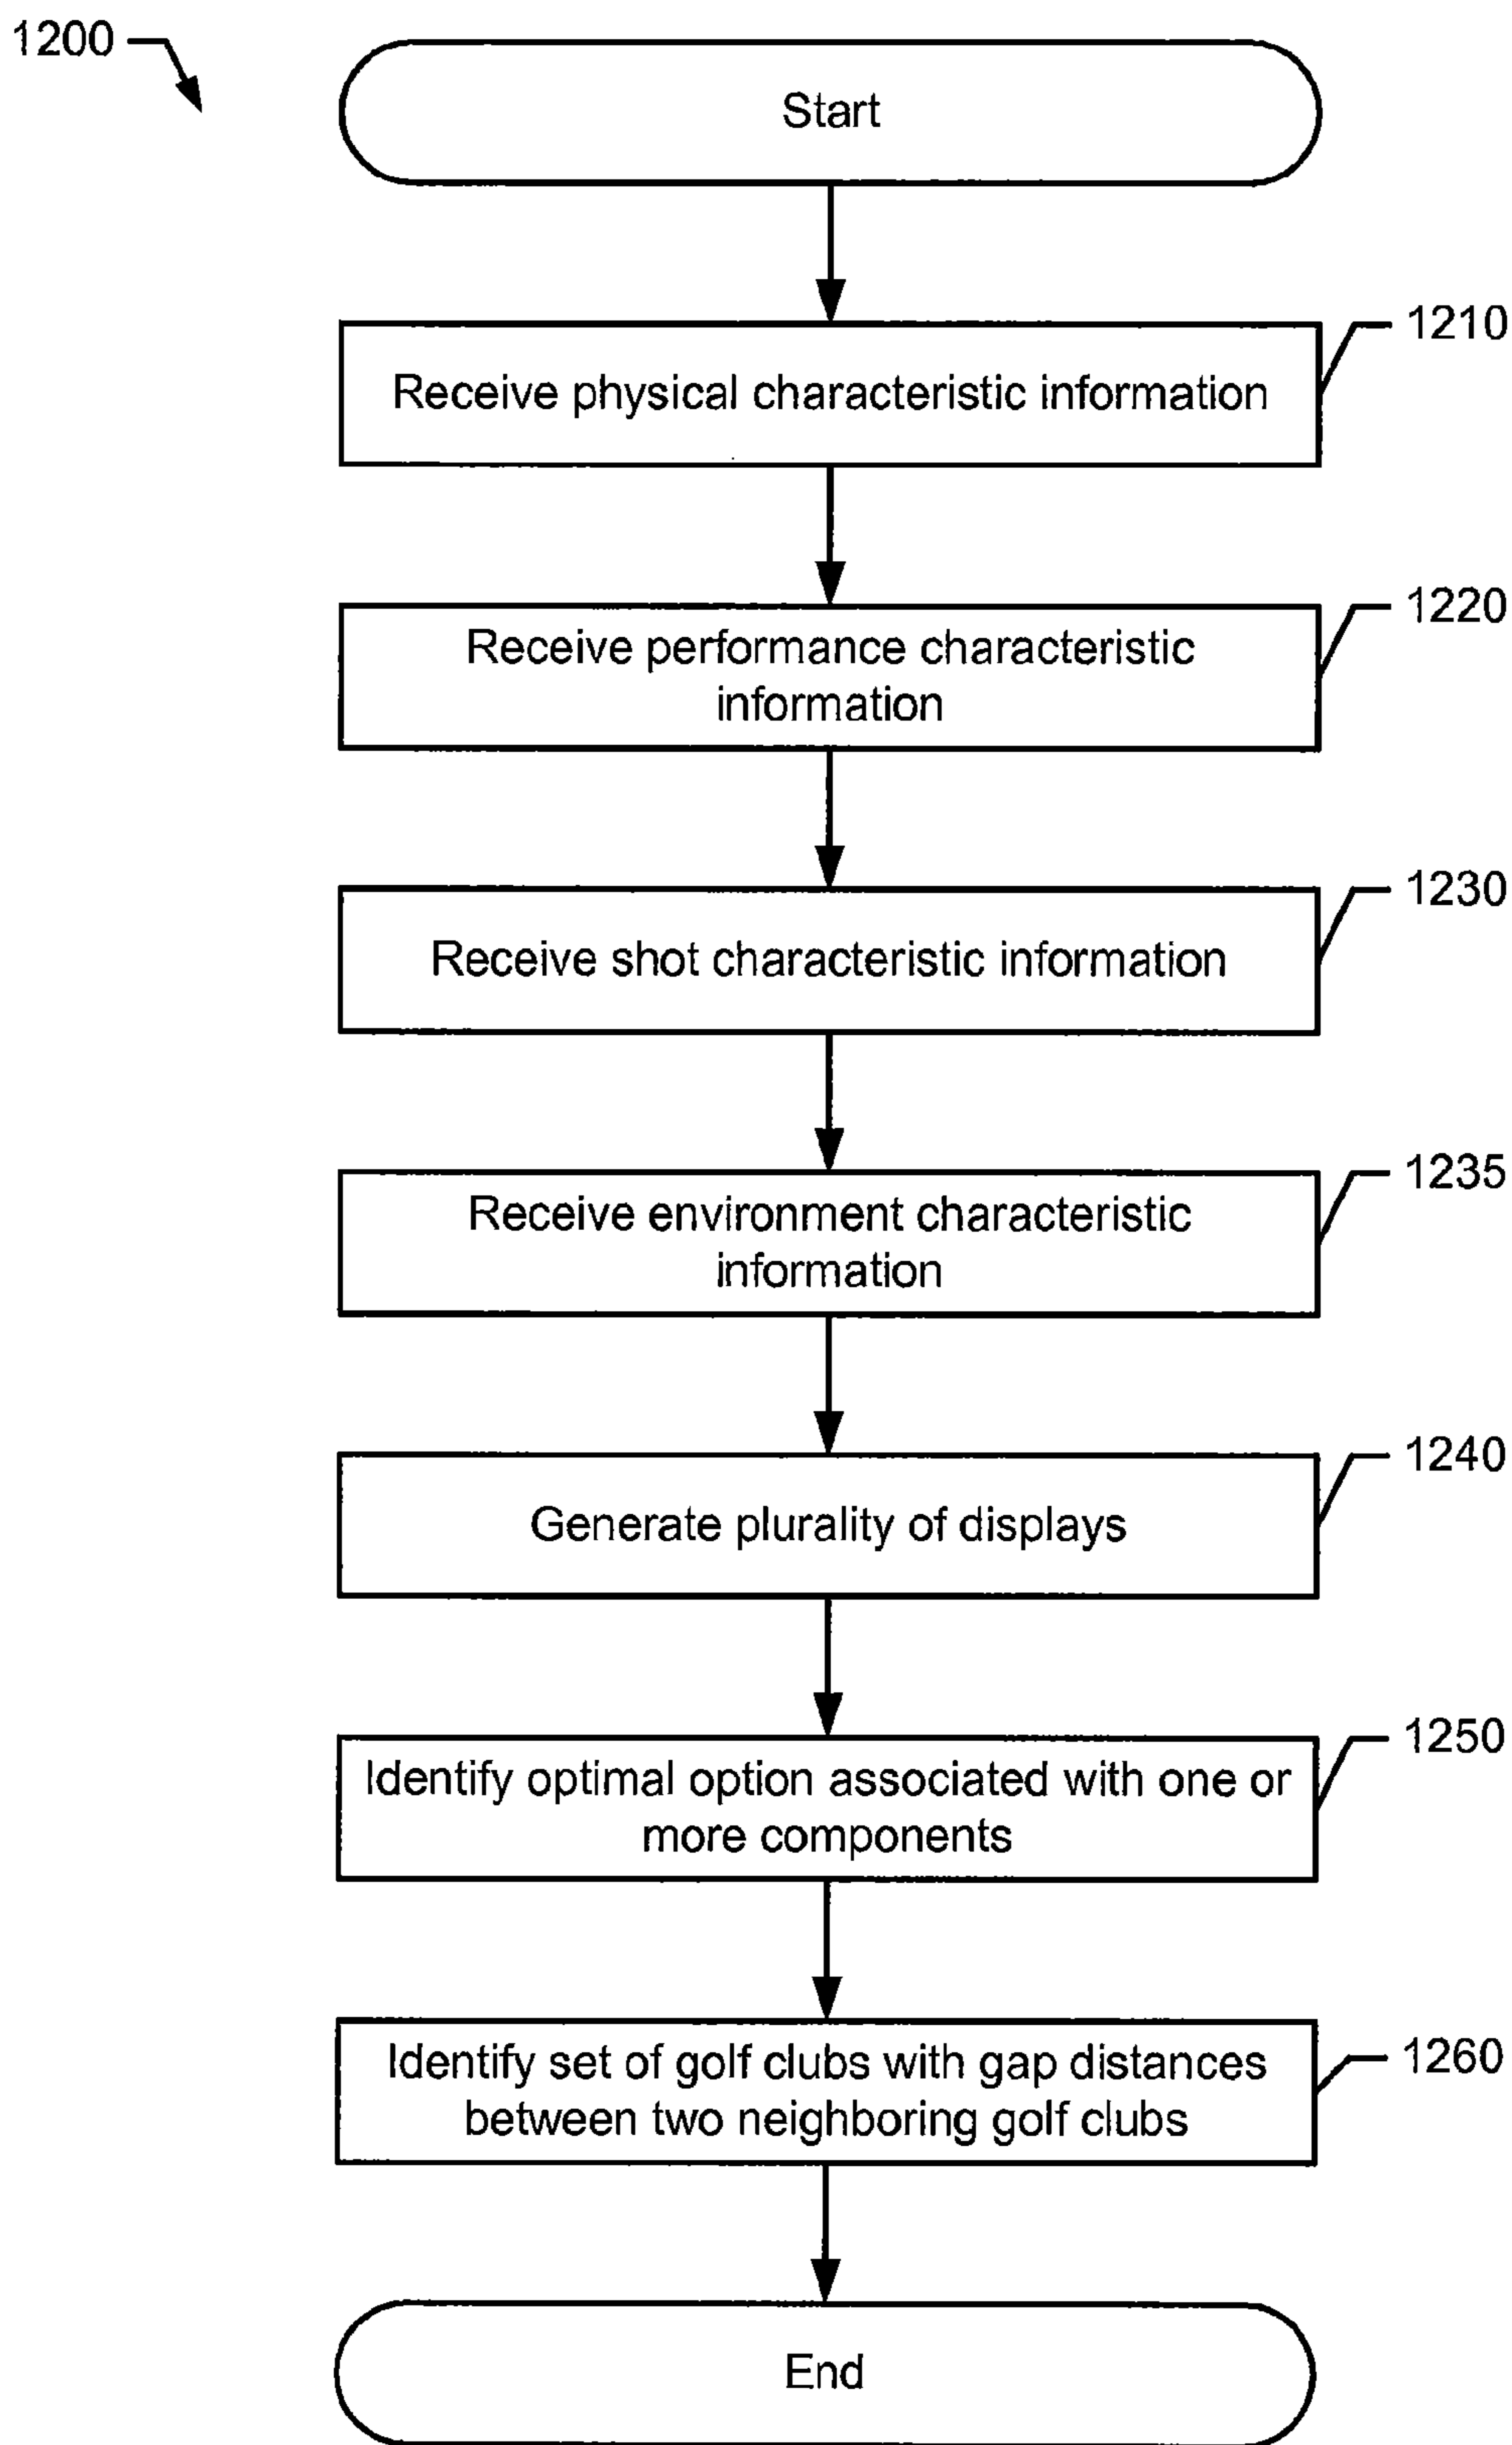 1200
Start
1210
Receive physical characteristic information
1220
Receive performance characteristic
information
1230
Receive shot characteristic information
1235
Receive environment characteristic
information
1240
Generate plurality of displays
1250
Identify optimal option associated with one or
more components
1260
Identify set of golf clubs with gap distances
between two neighboring golf clubs
End